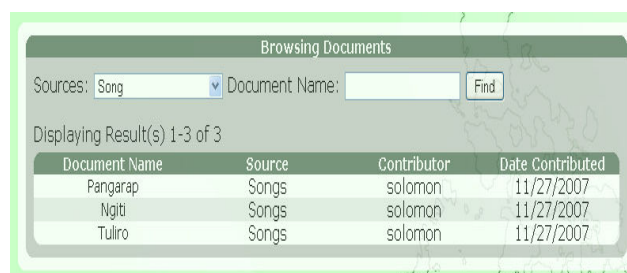 Browsing Documents
Sources: Song Document Name: Find
Displaying Result(s) 1-3 of 3
Document Name Source Contributor Date Contributed
Pangarap Songs solomon 11/27/2007
Ngiti Songs solomon 11/27/2007
Tuliro Songs solomon 11/27/2007